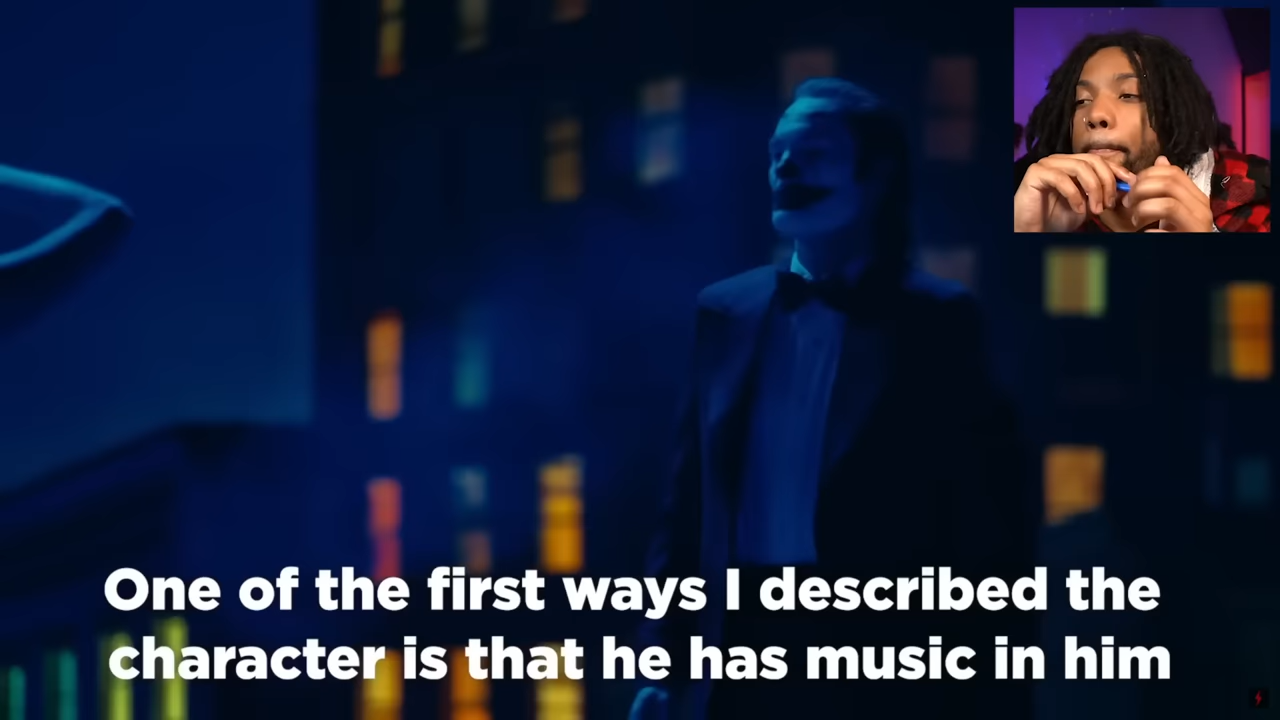 One of the first ways I described the
character is that he has music in him